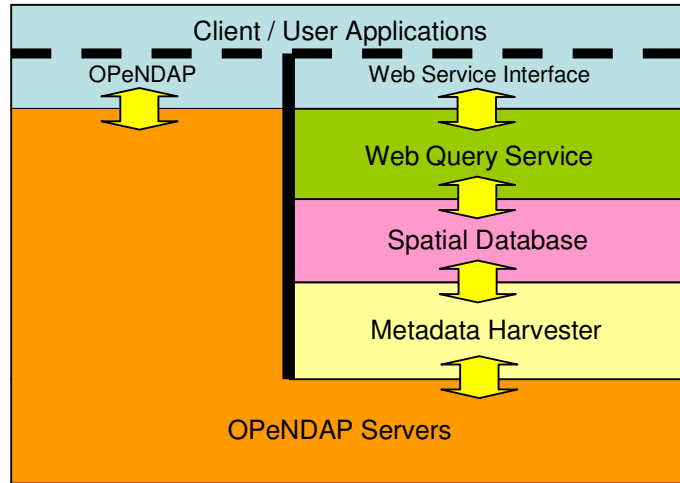 Client / User Applications
OPeNDAP
Web Service Interface
Web Query Service
Spatial Database
Metadata Harvester
OPeNDAP Servers